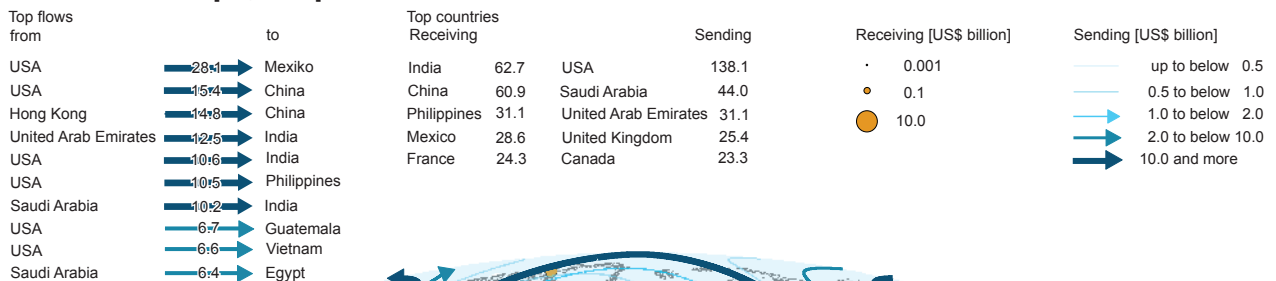 Top flows
from to
USA 28.1 Mexiko
USA 15.4 China
Hong Kong 14.8 China
United Arab Emirates 12.5 India
USA 10.6 India
USA 10.5 Philippines
Saudi Arabia 10.2 India
USA 6.7 Guatemala
USA 6.6 Vietnam
Saudi Arabia 6.4 Egypt
Top countries
Receiving Sending
India 62.7 USA 138.1
China 60.9 Saudi Arabia 44.0
Philippines 31.1 United Arab Emirates 31.1
Mexico 28.6 United Kingdom 25.4
France 24.3 Canada 23.3
Receiving [US$ billion]
0.001
0.1
10.0
Sending [US$ billion]
up to below 0.5
0.5 to below 1.0
1.0 to below 2.0
2.0 to below 10.0
10.0 and more